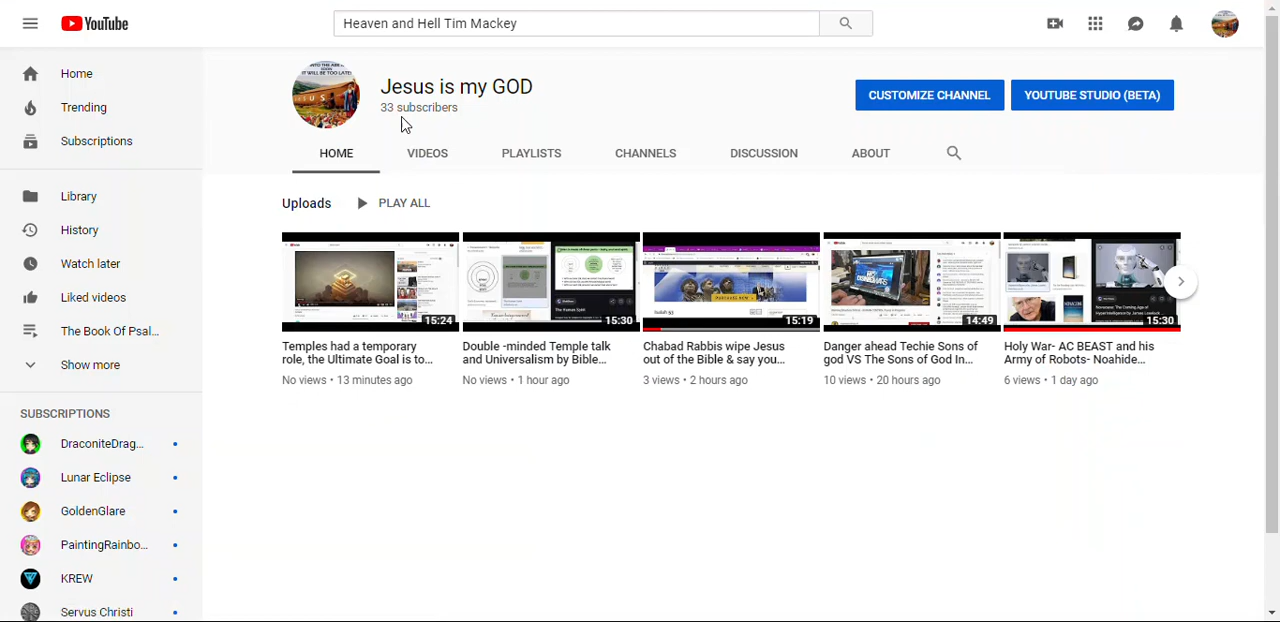 YouTube
Heaven and Hell Tim Mackey
Home
Trending
Subscriptions
Library
History
Watch later
Liked videos
The Book Of Psal...
Show more
SUBSCRIPTIONS
DraconiteDrag...
Lunar Eclipse
GoldenGlare
PaintingRainbo...
KREW
Servus Christi
IT WILL BE TOO LATE!
Jesus is my GOD
33 subscribers
CUSTOMIZE CHANNEL
YOUTUBE STUDIO (BETA)
HOME VIDEOS PLAYLISTS CHANNELS DISCUSSION ABOUT
Uploads PLAY ALL
15:24
Temples had a temporary
role, the Ultimate Goal is to...
No views • 13 minutes ago
15:30
Double -minded Temple talk
and Universalism by Bible...
No views • 1 hour ago
15:19
Chabad Rabbis wipe Jesus
out of the Bible & say you...
3 views • 2 hours ago
14:49
Danger ahead Techie Sons of
god VS The Sons of God In...
10 views • 20 hours ago
15:30
Holy War- AC BEAST and his
Army of Robots- Noahide...
6 views • 1 day ago